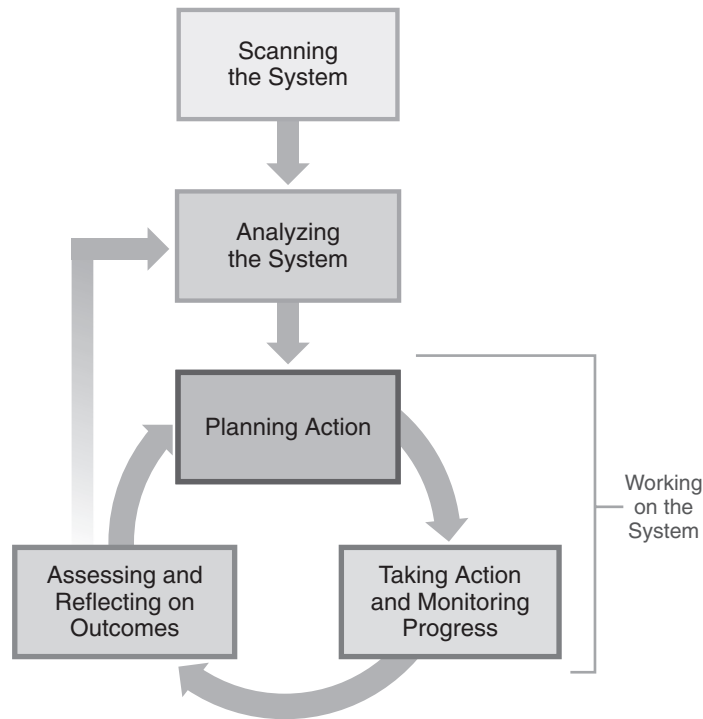 Scanning
the System
Analyzing
the System
Planning Action
Working
on the
System
Assessing and
Reflecting on
Outcomes
Taking Action
and Monitoring
Progress